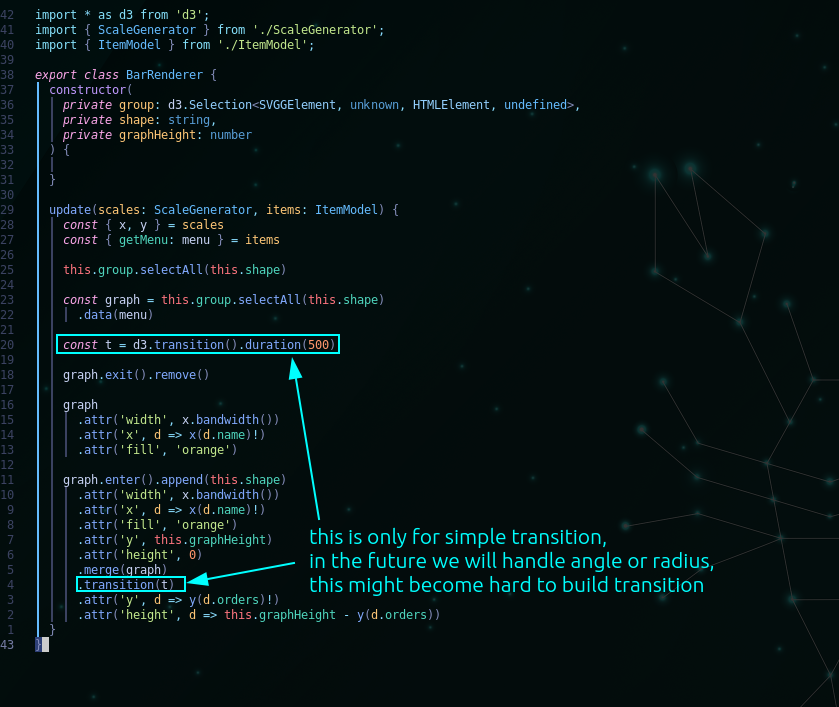 42 import * as d3 from 'd3';
41 import { ScaleGenerator } from './ScaleGenerator';
40 import { ItemModel } from './ItemModel';
39
38 export class BarRenderer {
37 constructor(
36 private group: d3.Selection<SVGGElement, unknown, HTMLElement, undefined>,
35 private shape: string,
34 private graphHeight: number
33 ) {
32
31 }
30
29 update(scales: ScaleGenerator, items: ItemModel) {
28 const { x, y } = scales
27 const { getMenu: menu } = items
26
25 this.group.selectAll(this.shape)
24
23 const graph = this.group.selectAll(this.shape)
22 .data(menu)
21
20 const t = d3.transition().duration(500)
19
18 graph.exit().remove()
17
16 graph
15 .attr('width', x.bandwidth())
14 .attr('x', d => x(d.name)!)
13 .attr('fill', 'orange')
12
11 graph.enter().append(this.shape)
10 .attr('width', x.bandwidth())
9 .attr('x', d => x(d.name)!)
8 .attr('fill', 'orange')
7 .attr('y', this.graphHeight)
6 .attr('height', 0)
5 .merge(graph)
4 .transition(t)
3 .attr('y', d => y(d.orders)!)
2 .attr('height', d => this.graphHeight - y(d.orders))
1 }
43 }
this is only for simple transition,
in the future we will handle angle or radius,
this might become hard to build transition